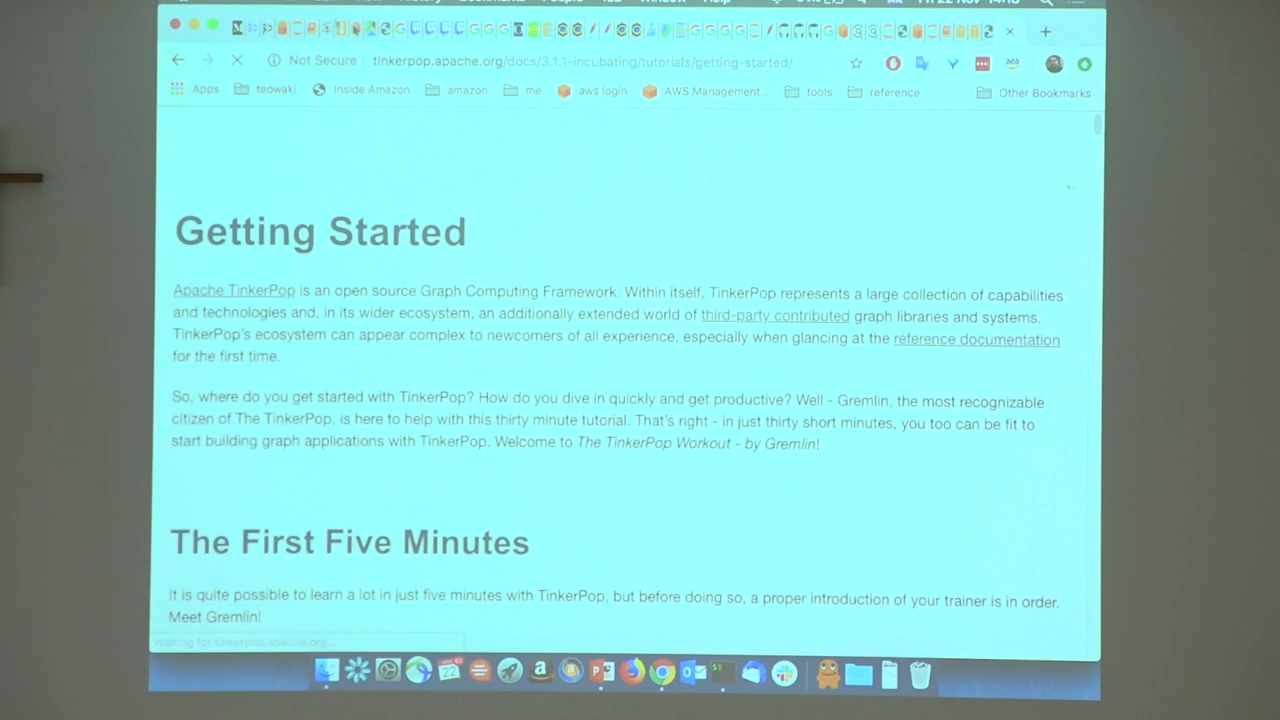 Not Secure tinkerpop.apache.org/docs/3.1.1-incubating/tutorials/getting-started/
Apps teowaki Inside Amazon amazon me aws login AWS Management... tools reference Other Bookmarks
Getting Started
Apache TinkerPop is an open source Graph Computing Framework. Within itself, TinkerPop represents a large collection of capabilities
and technologies and, in its wider ecosystem, an additionally extended world of third-party contributed graph libraries and systems.
TinkerPop's ecosystem can appear complex to newcomers of all experience, especially when glancing at the reference documentation
for the first time.
So, where do you get started with TinkerPop? How do you dive in quickly and get productive? Well - Gremlin, the most recognizable
citizen of The TinkerPop, is here to help with this thirty minute tutorial. That's right - in just thirty short minutes, you too can be fit to
start building graph applications with TinkerPop. Welcome to The TinkerPop Workout - by Gremlin!
The First Five Minutes
It is quite possible to learn a lot in just five minutes with TinkerPop, but before doing so, a proper introduction of your trainer is in order.
Meet Gremlin!
Waiting for tinkerpop.apache.org...
22